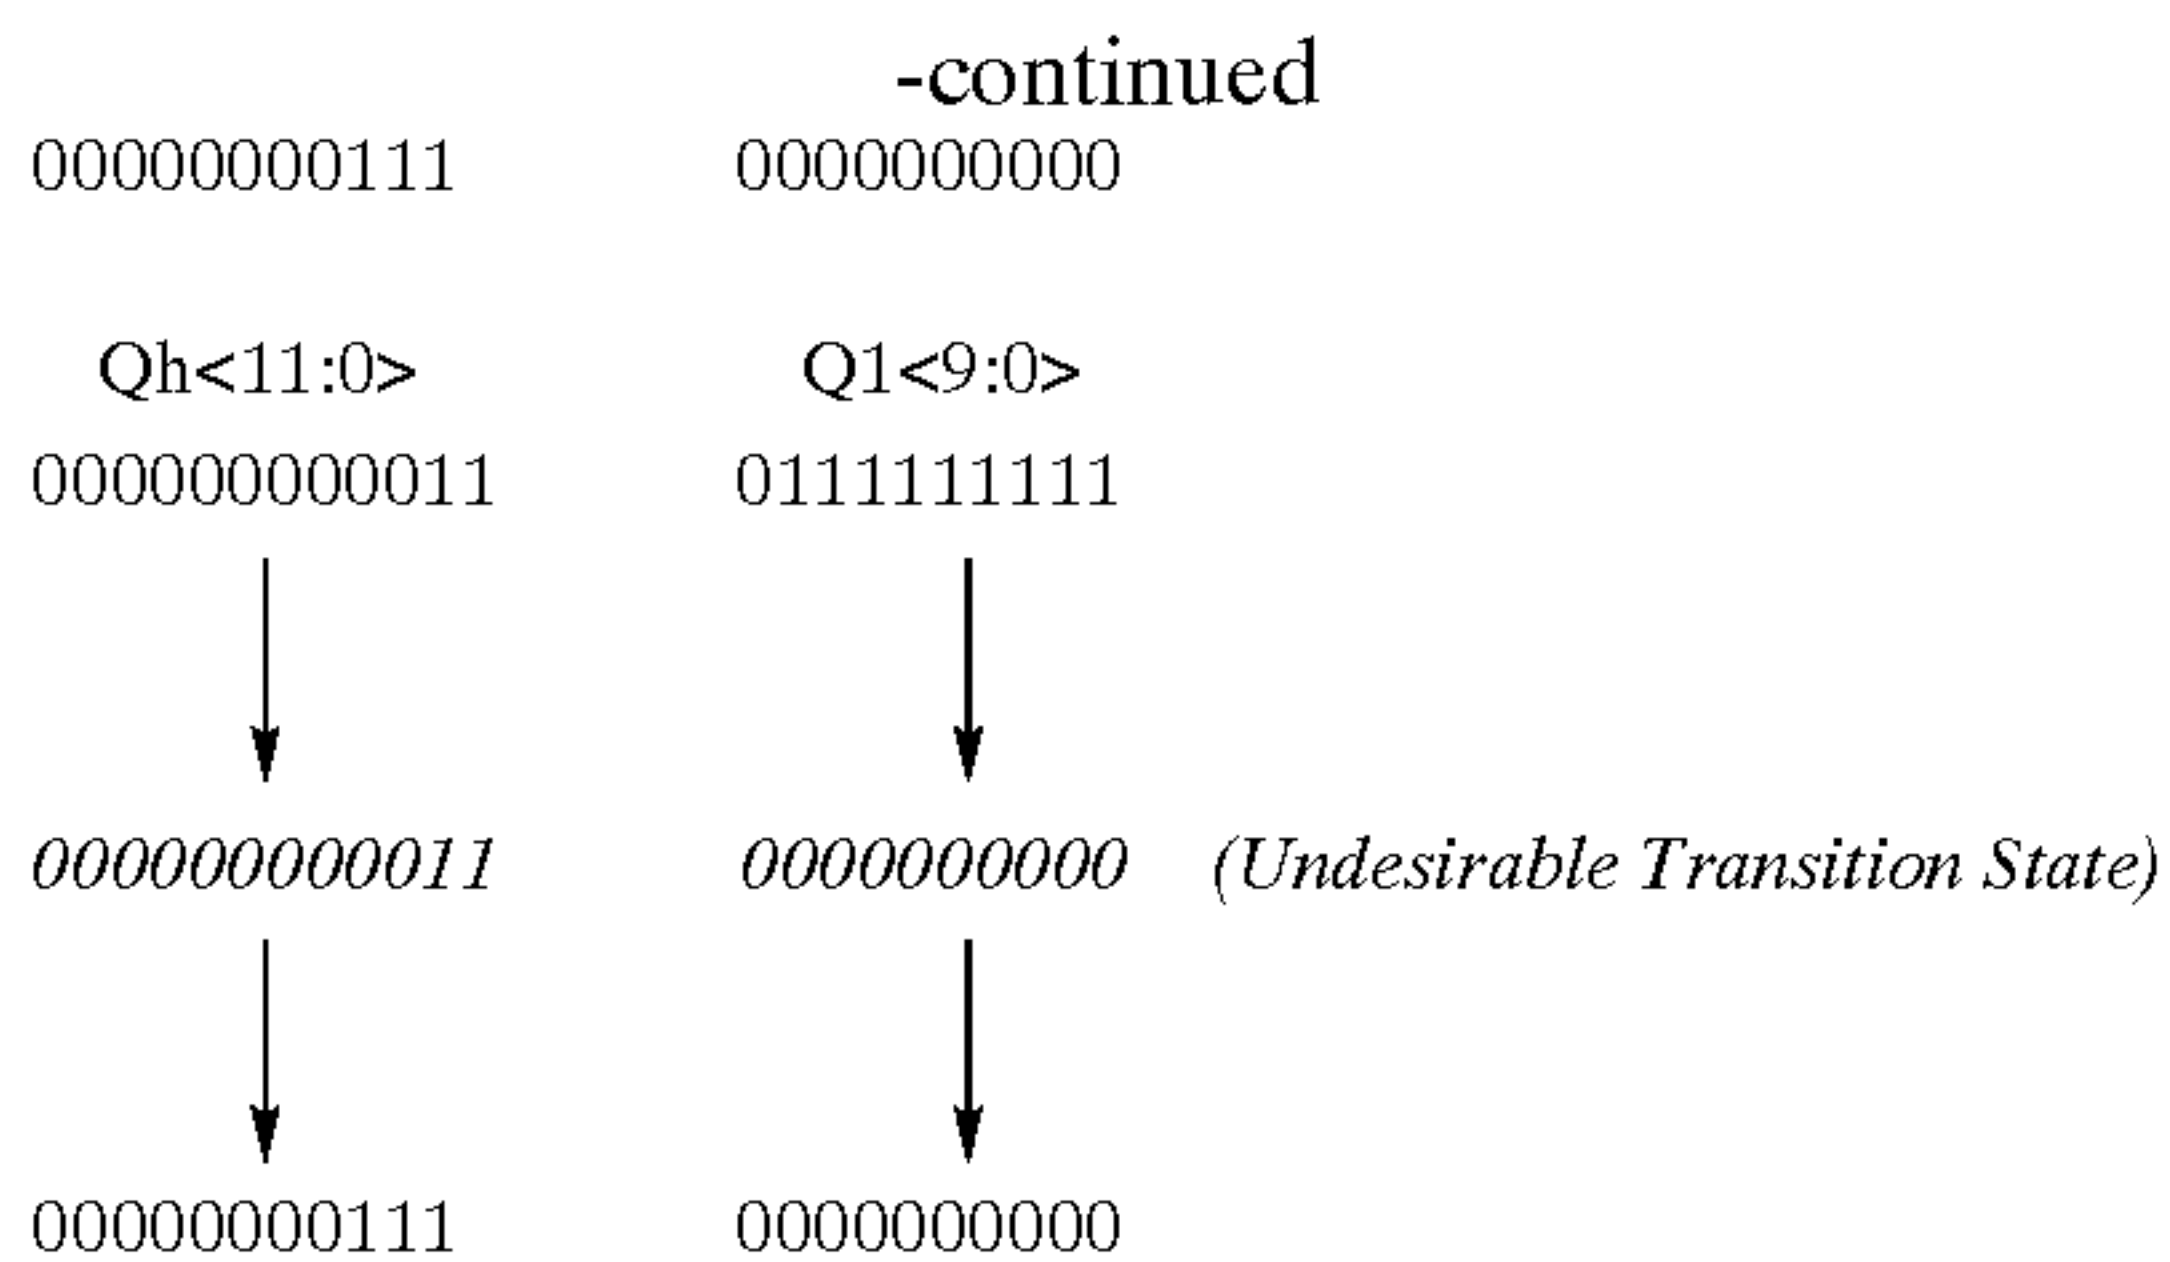 -continued
00000000111 0000000000
Qh<11:0> Q1<9:0>
000000000011 0111111111
000000000011 0000000000 (Undesirable Transition State)
00000000111 0000000000